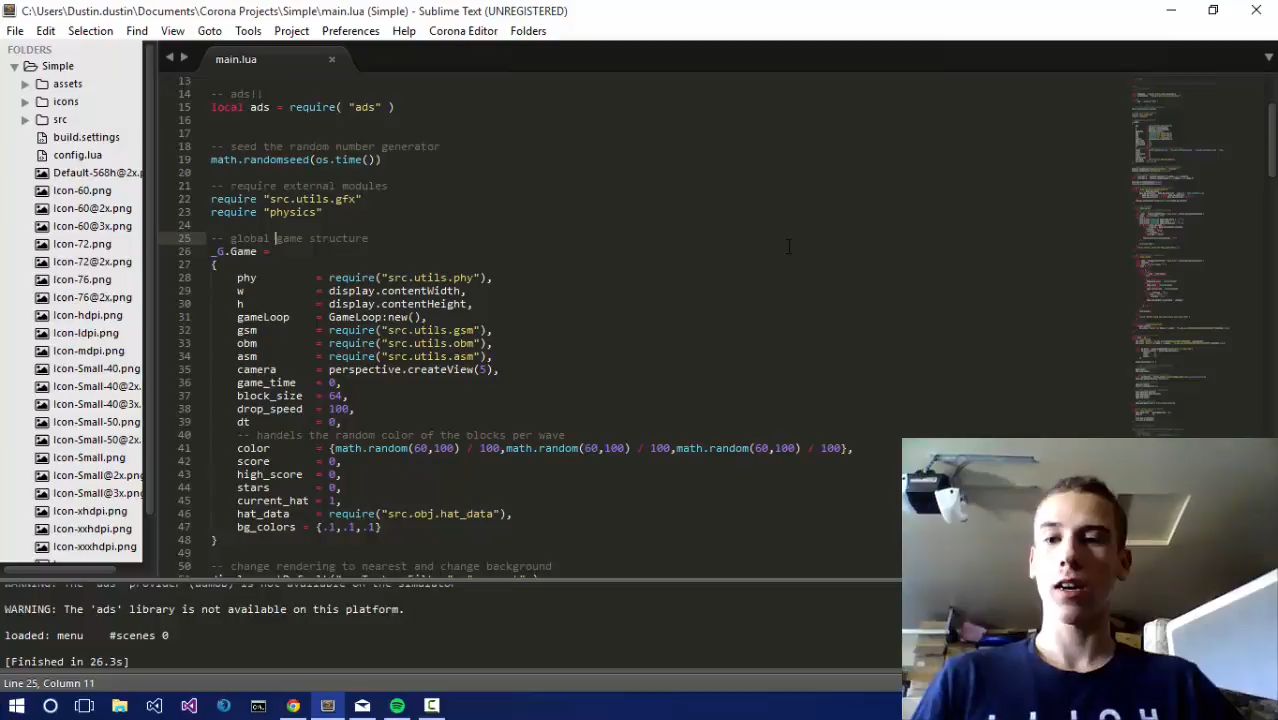 C:\Users\Dustin.dustin\Documents\Corona Projects\Simple\main.lua (Simple) - Sublime Text (UNREGISTERED)
File Edit Selection Find View Goto Tools Project Preferences Help Corona Editor Folders
FOLDERS
Simple
assets
icons
src
build.settings
config.lua
Default-568h@2x.p
Icon-60.png
Icon-60@2x.png
Icon-60@3x.png
Icon-72.png
Icon-72@2x.png
Icon-76.png
Icon-76@2x.png
Icon-hdpi.png
Icon-ldpi.png
Icon-mdpi.png
Icon-Small-40.png
Icon-Small-40@2x
Icon-Small-40@3x
Icon-Small-50.png
Icon-Small-50@2x
Icon-Small.png
Icon-Small@2x.png
Icon-Small@3x.png
Icon-xhdpi.png
Icon-xxhdpi.png
Icon-xxxhdpi.png
main.lua
13
14 -- ads!!
15 local ads = require( "ads" )
16
17
18 -- seed the random number generator
19 math.randomseed(os.time())
20
21 -- require external modules
22 require "src.utils.gfx"
23 require "physics"
24
25 -- global game structure
26 _G.Game =
27 {
28 phy = require("src.utils.phy"),
29 w = display.contentWidth,
30 h = display.contentHeight,
31 gameLoop = GameLoop:new(),
32 gsm = require("src.utils.gsm"),
33 obm = require("src.utils.obm"),
34 asm = require("src.utils.asm"),
35 camera = perspective.createView(5),
36 game_time = 0,
37 block_size = 64,
38 drop_speed = 100,
39 dt = 0,
40 -- handels the random color of the blocks per wave
41 color = {math.random(60,100) / 100,math.random(60,100) / 100,math.random(60,100) / 100},
42 score = 0,
43 high_score = 0,
44 stars = 0,
45 current_hat = 1,
46 hat_data = require("src.obj.hat_data"),
47 bg_colors = {.1,.1,.1}
48 }
49
50 -- change rendering to nearest and change background
WARNING: The 'ads' library is not available on this platform.
loaded: menu #scenes 0
[Finished in 26.3s]
Line 25, Column 11